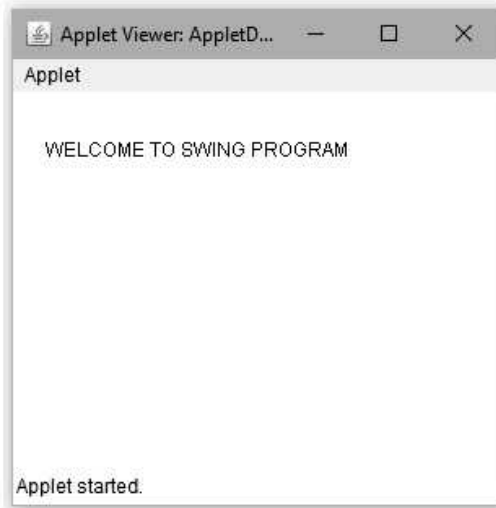 Applet Viewer: AppletD...
Applet
WELCOME TO SWING PROGRAM
Applet started.